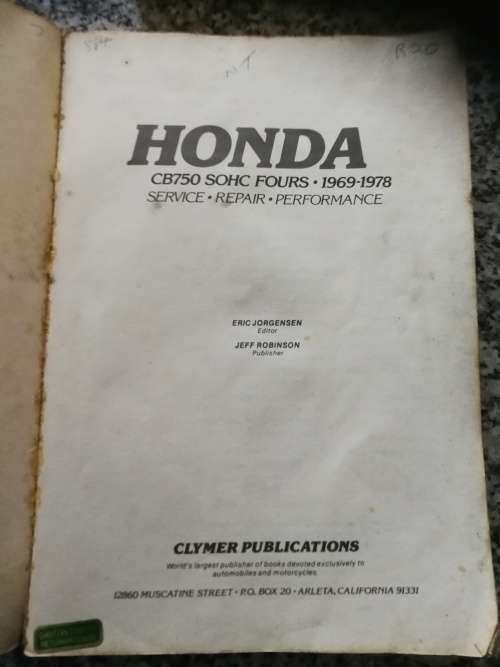 R20
HONDA
CB750 SOHC FOURS • 1969-1978
SERVICE • REPAIR • PERFORMANCE
ERIC JORGENSEN
Editor
JEFF ROBINSON
Publisher
CLYMER PUBLICATIONS
World's largest publisher of books devoted exclusively to
automobiles and motorcycles.
12860 MUSCATINE STREET • P.O. BOX 20 • ARLETA, CALIFORNIA 91331